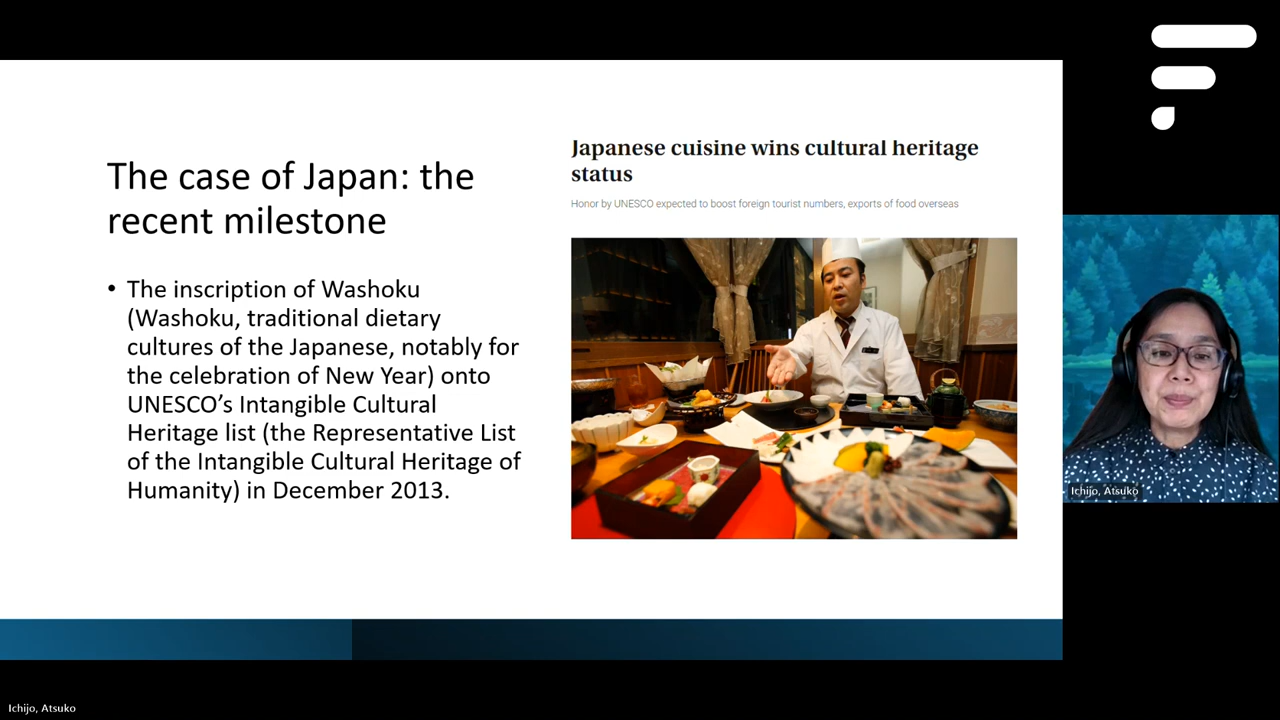 The case of Japan: the
recent milestone
• The inscription of Washoku
(Washoku, traditional dietary
cultures of the Japanese, notably for
the celebration of New Year) onto
UNESCO’s Intangible Cultural
Heritage list (the Representative List
of the Intangible Cultural Heritage of
Humanity) in December 2013.
Japanese cuisine wins cultural heritage
status
Honor by UNESCO expected to boost foreign tourist numbers, exports of food overseas
Ichijo, Atsuko
Ichijo, Atsuko